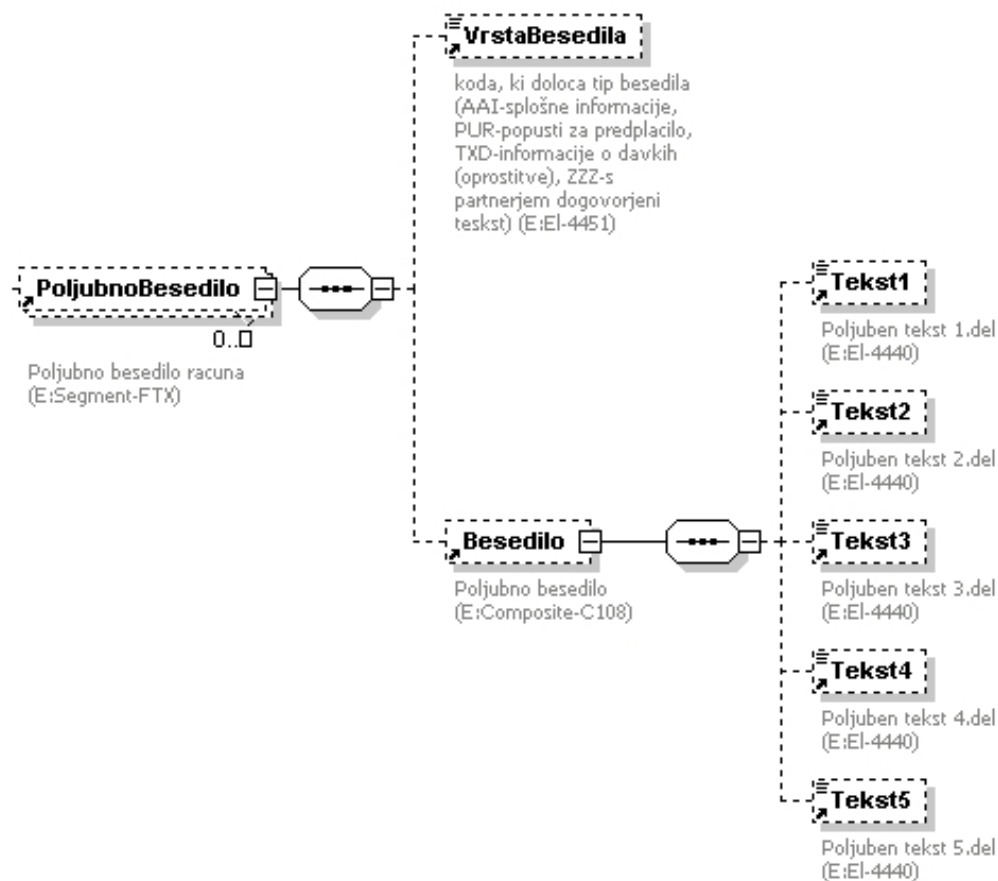 VrstaBesedila
koda, ki doloca tip besedila
(AAI-splošne informacije,
PUR-popusti za predplacilo,
TXD-informacije o davkih
(oprostitve), ZZZ-s
partnerjem dogovorjeni
teskst) (E:El-4451)
PoljubnoBesedilo
0..□
Poljubno besedilo racuna
(E:Segment-FTX)
Besedilo
Poljubno besedilo
(E:Composite-C108)
Tekst1
Poljuben tekst 1.del
(E:El-4440)
Tekst2
Poljuben tekst 2.del
(E:El-4440)
Tekst3
Poljuben tekst 3.del
(E:El-4440)
Tekst4
Poljuben tekst 4.del
(E:El-4440)
Tekst5
Poljuben tekst 5.del
(E:El-4440)